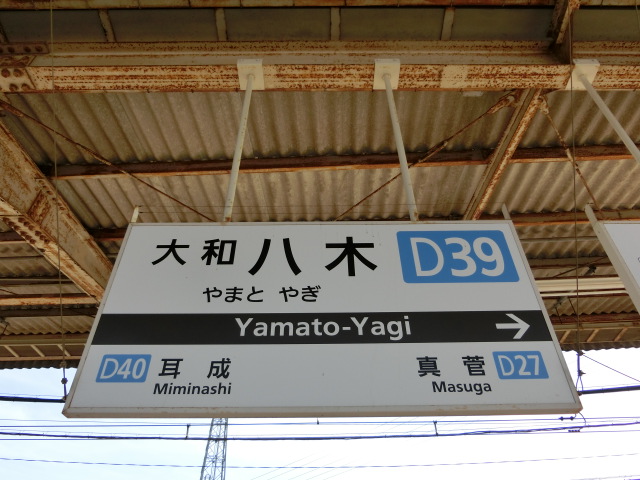 大和八木 D39
やまと やぎ
Yamato-Yagi →
D40 耳成 真菅 D27
Miminashi Masuga